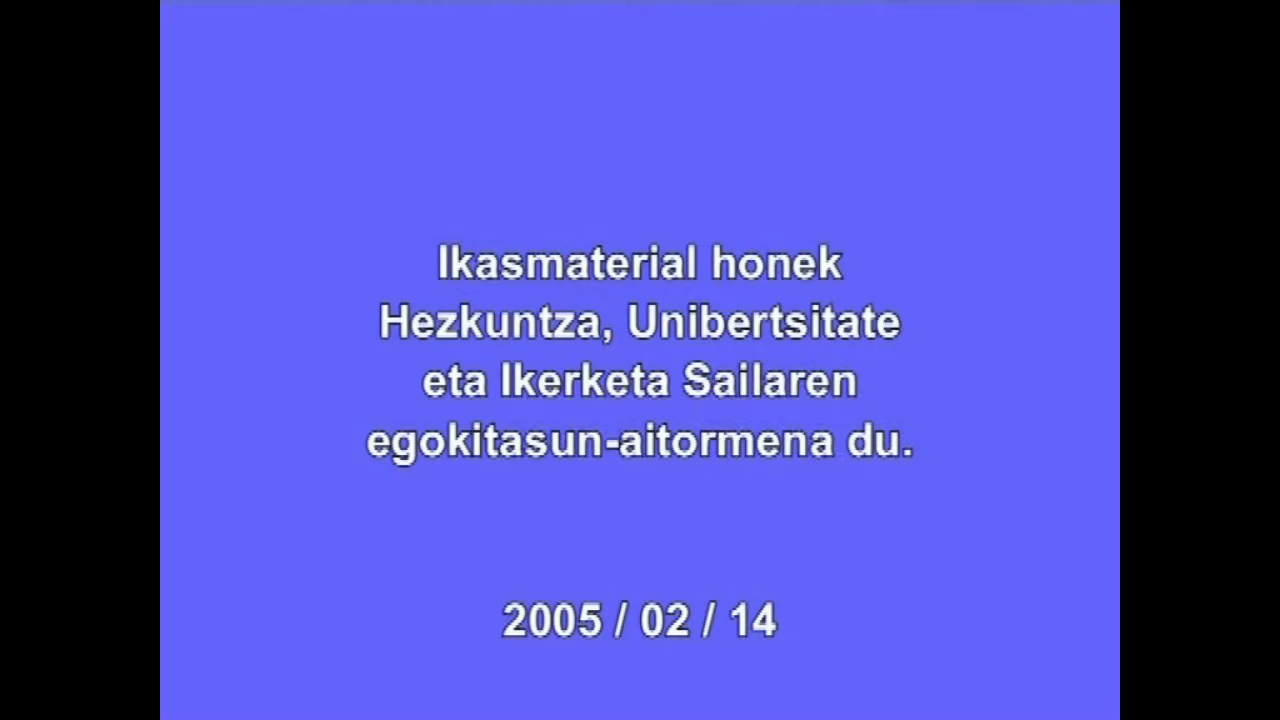 Ikasmaterial honek
Hezkuntza, Unibertsitate
eta Ikerketa Sailaren
egokitasun-aitormena du.
2005 / 02 / 14